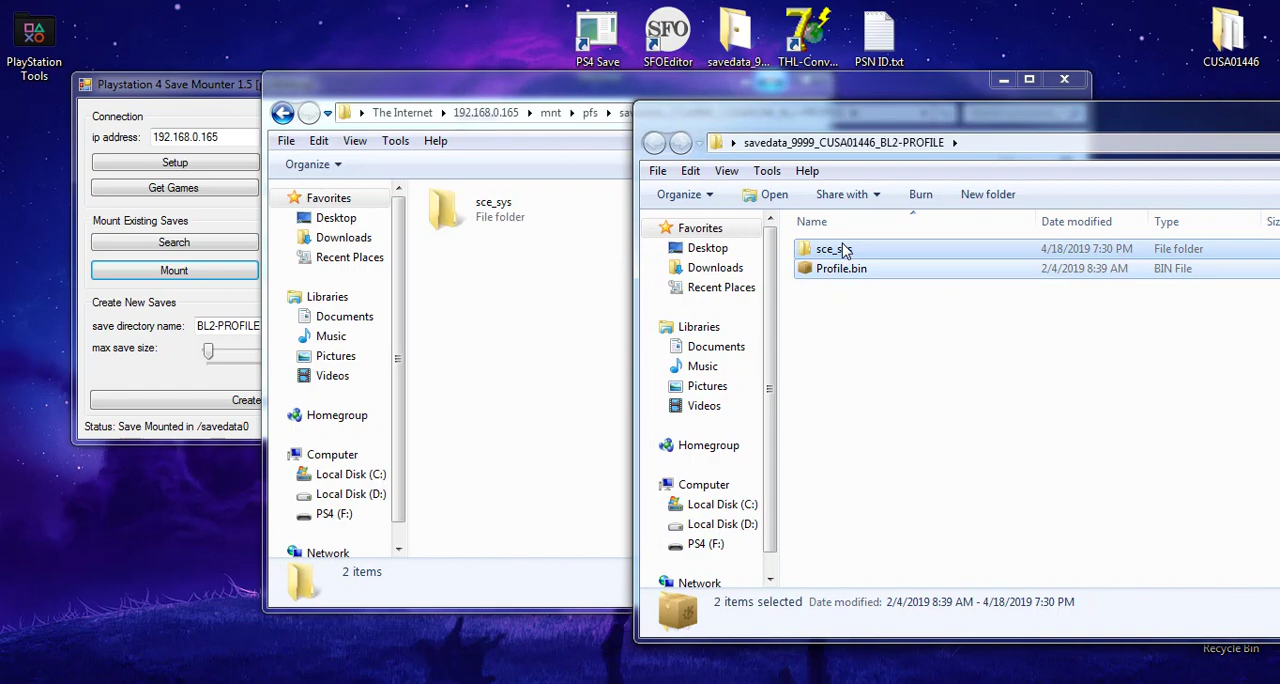 PlayStation
Tools
PS4 Save
SFO
SFOEditor
savedata_9...
THL-Conv...
PSN ID.txt
CUSA01446
Playstation 4 Save Mounter 1.5 [
Connection
ip address: 192.168.0.165
Setup
Get Games
Mount Existing Saves
Search
Mount
Create New Saves
save directory name: BL2-PROFILE
max save size:
Create
Status: Save Mounted in /savedata0
The Internet
192.168.0.165
mnt
pfs
File
Edit
View
Tools
Help
Organize
Favorites
Desktop
Downloads
Recent Places
Libraries
Documents
Music
Pictures
Videos
Homegroup
Computer
Local Disk (C:)
Local Disk (D:)
PS4 (F:)
Network
sce_sys
File folder
2 items
savedata_9999_CUSA01446_BL2-PROFILE
File
Edit
View
Tools
Help
Organize
Open
Share with
Burn
New folder
Favorites
Desktop
Downloads
Recent Places
Libraries
Documents
Music
Pictures
Videos
Homegroup
Computer
Local Disk (C:)
Local Disk (D:)
PS4 (F:)
Network
Name
Date modified
Type
sce_sys
4/18/2019 7:30 PM
File folder
Profile.bin
2/4/2019 8:39 AM
BIN File
2 items selected Date modified: 2/4/2019 8:39 AM - 4/18/2019 7:30 PM
Recycle Bin